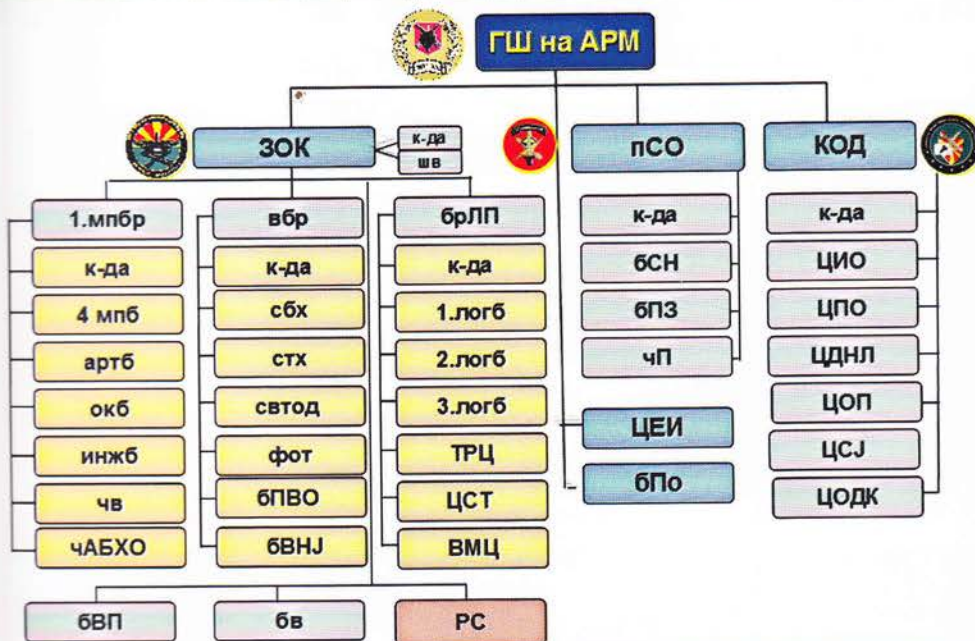 ГШ на АРМ
ЗОК
к-да
шв
пСО
КОД
1.мпбр
к-да
4 мпб
артб
окб
инжб
чв
чАБХО
вбр
к-да
сбх
стх
свтод
фот
бПВО
бВНЈ
брЛП
к-да
1.логб
2.логб
3.логб
ТРЦ
ЦСТ
ВМЦ
к-да
бСН
бПЗ
чП
ЦЕИ
бПо
к-да
ЦИО
ЦПО
ЦДНЛ
ЦОП
ЦСЈ
ЦОДК
бВП
бв
РС